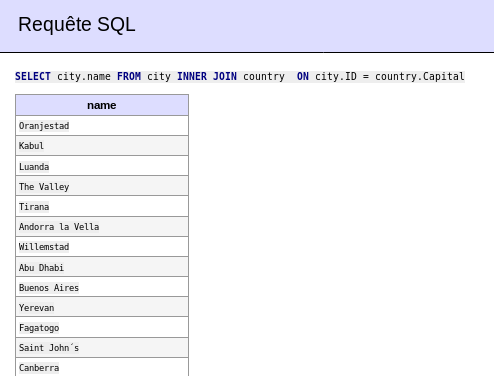 Requête SQL
SELECT city.name FROM city INNER JOIN country  ON city.ID = country.Capital
name
Oranjestad
Kabul
Luanda
The Valley
Tirana
Andorra la Vella
Willemstad
Abu Dhabi
Buenos Aires
Yerevan
Fagatogo
Saint John´s
Canberra